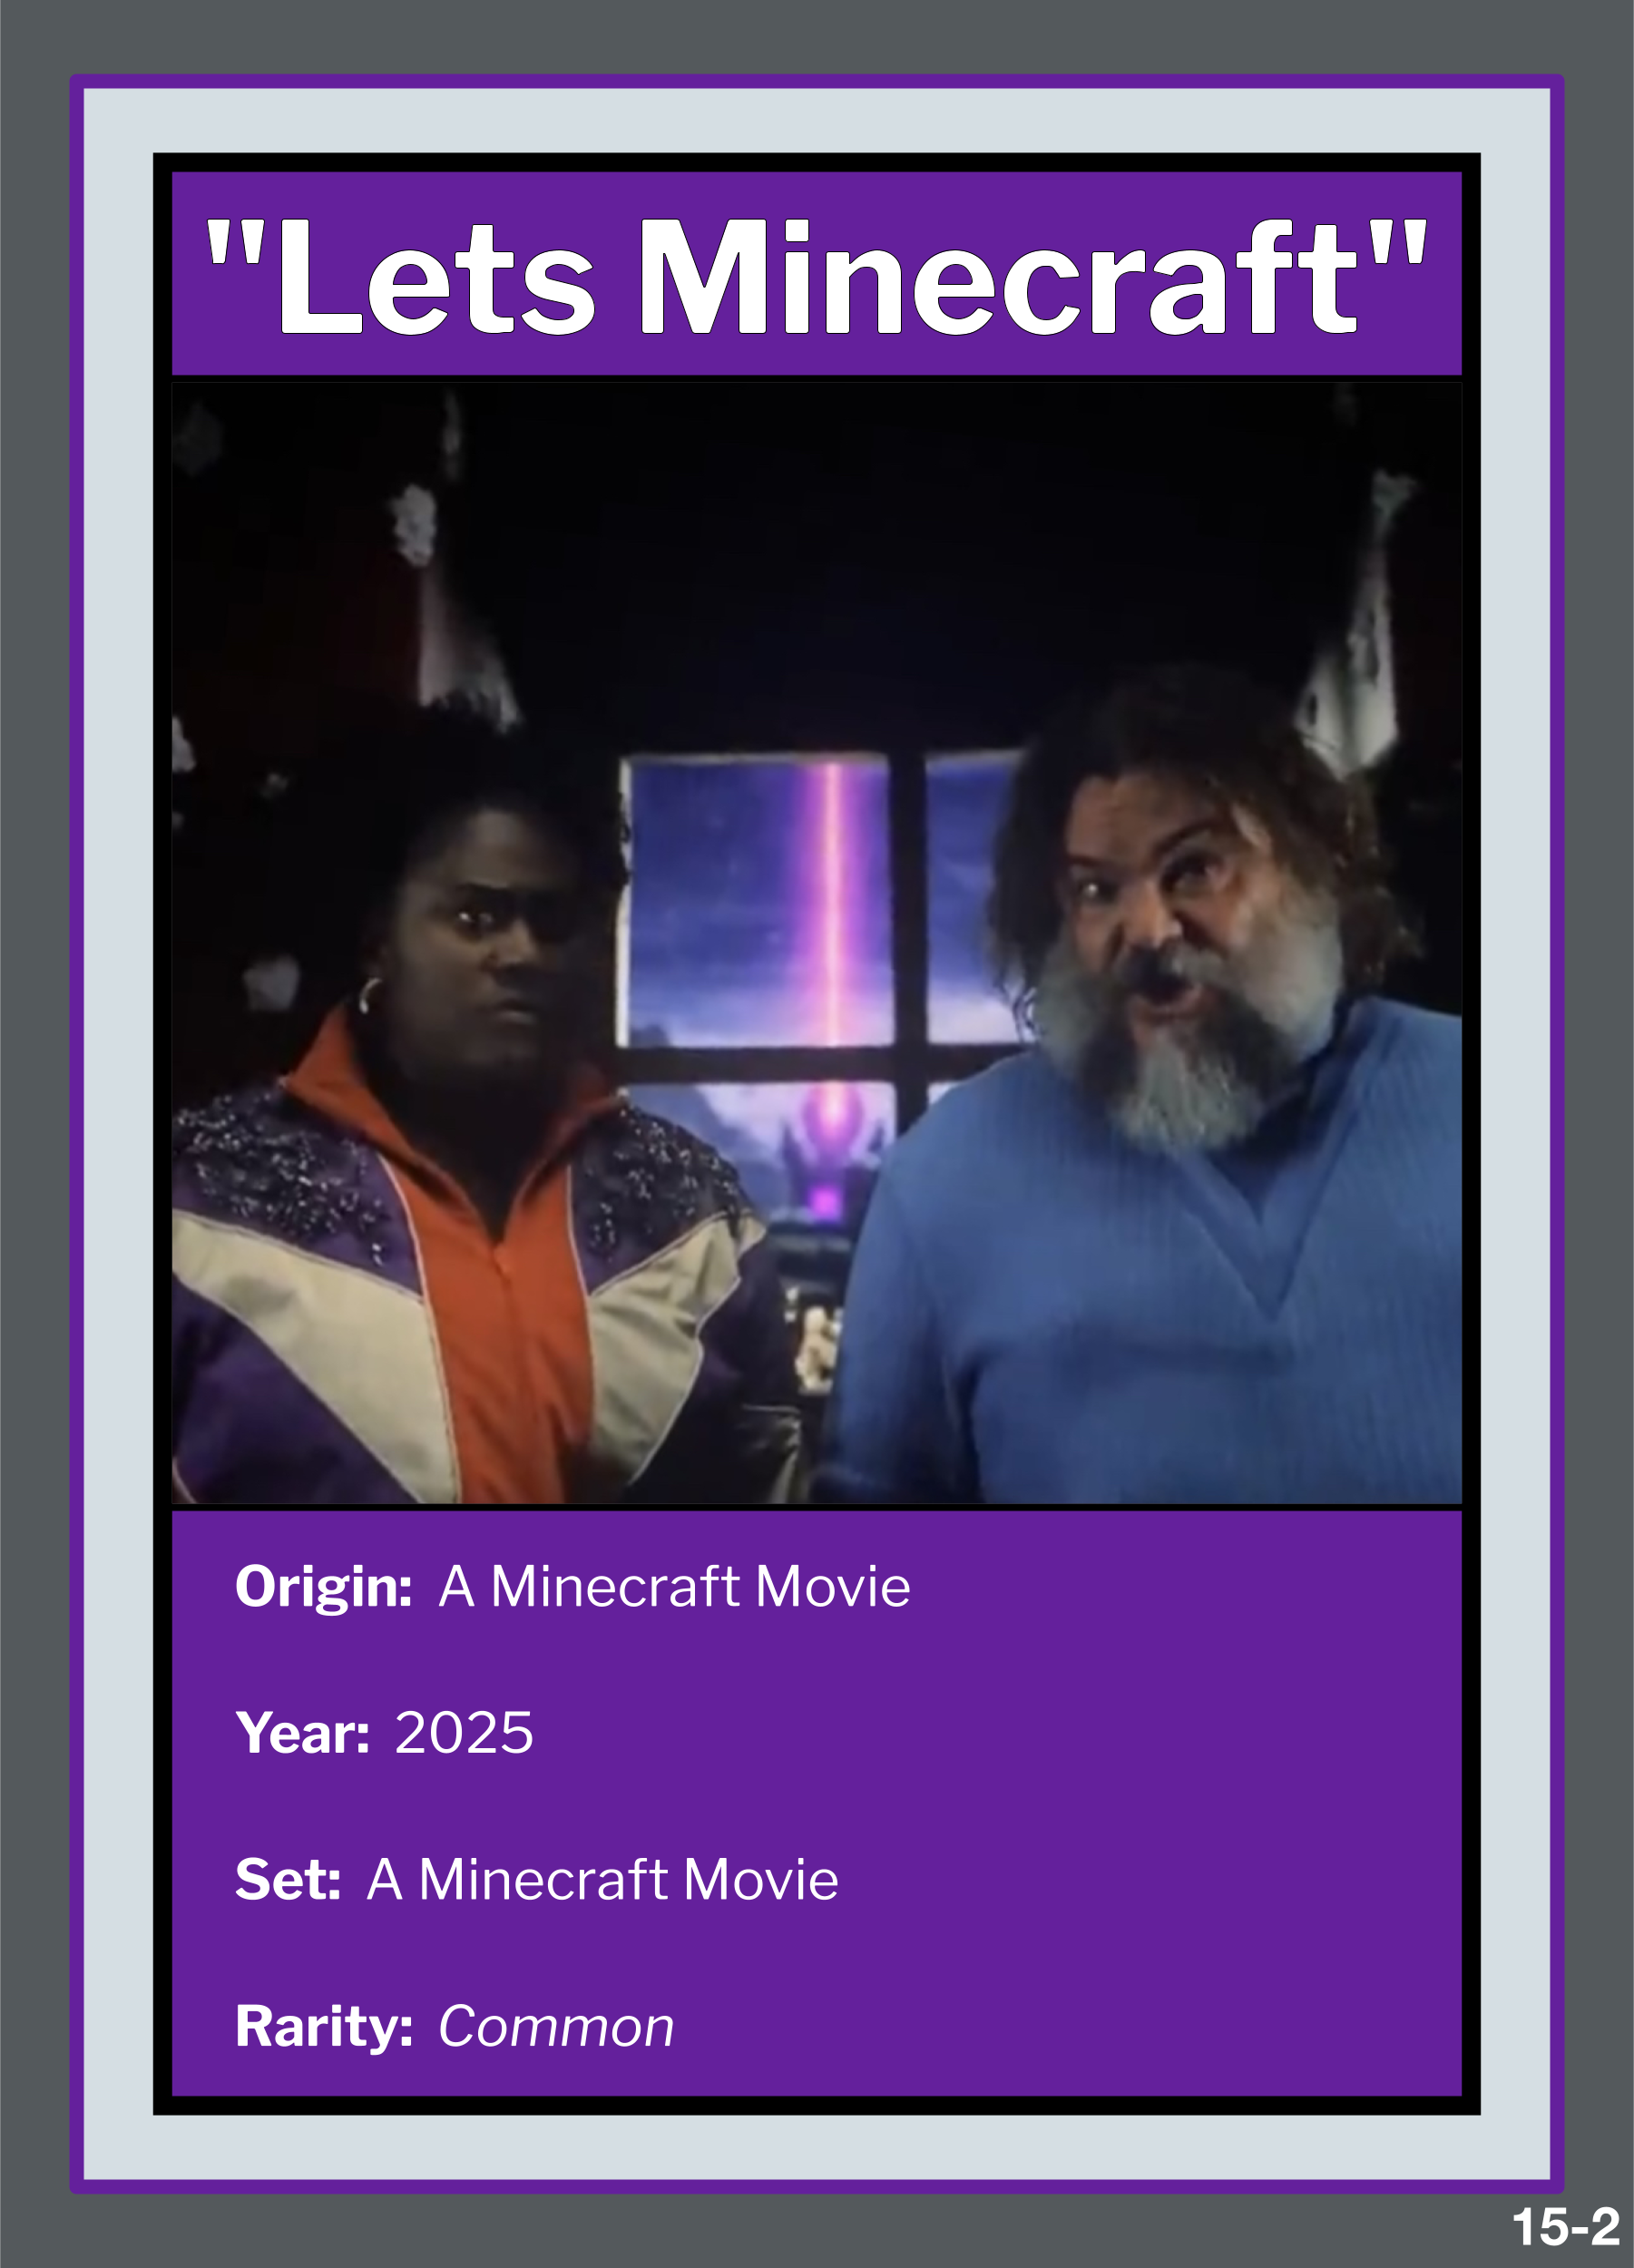 "Lets Minecraft"
Origin: A Minecraft Movie
Year: 2025
Set: A Minecraft Movie
Rarity: Common
15-2